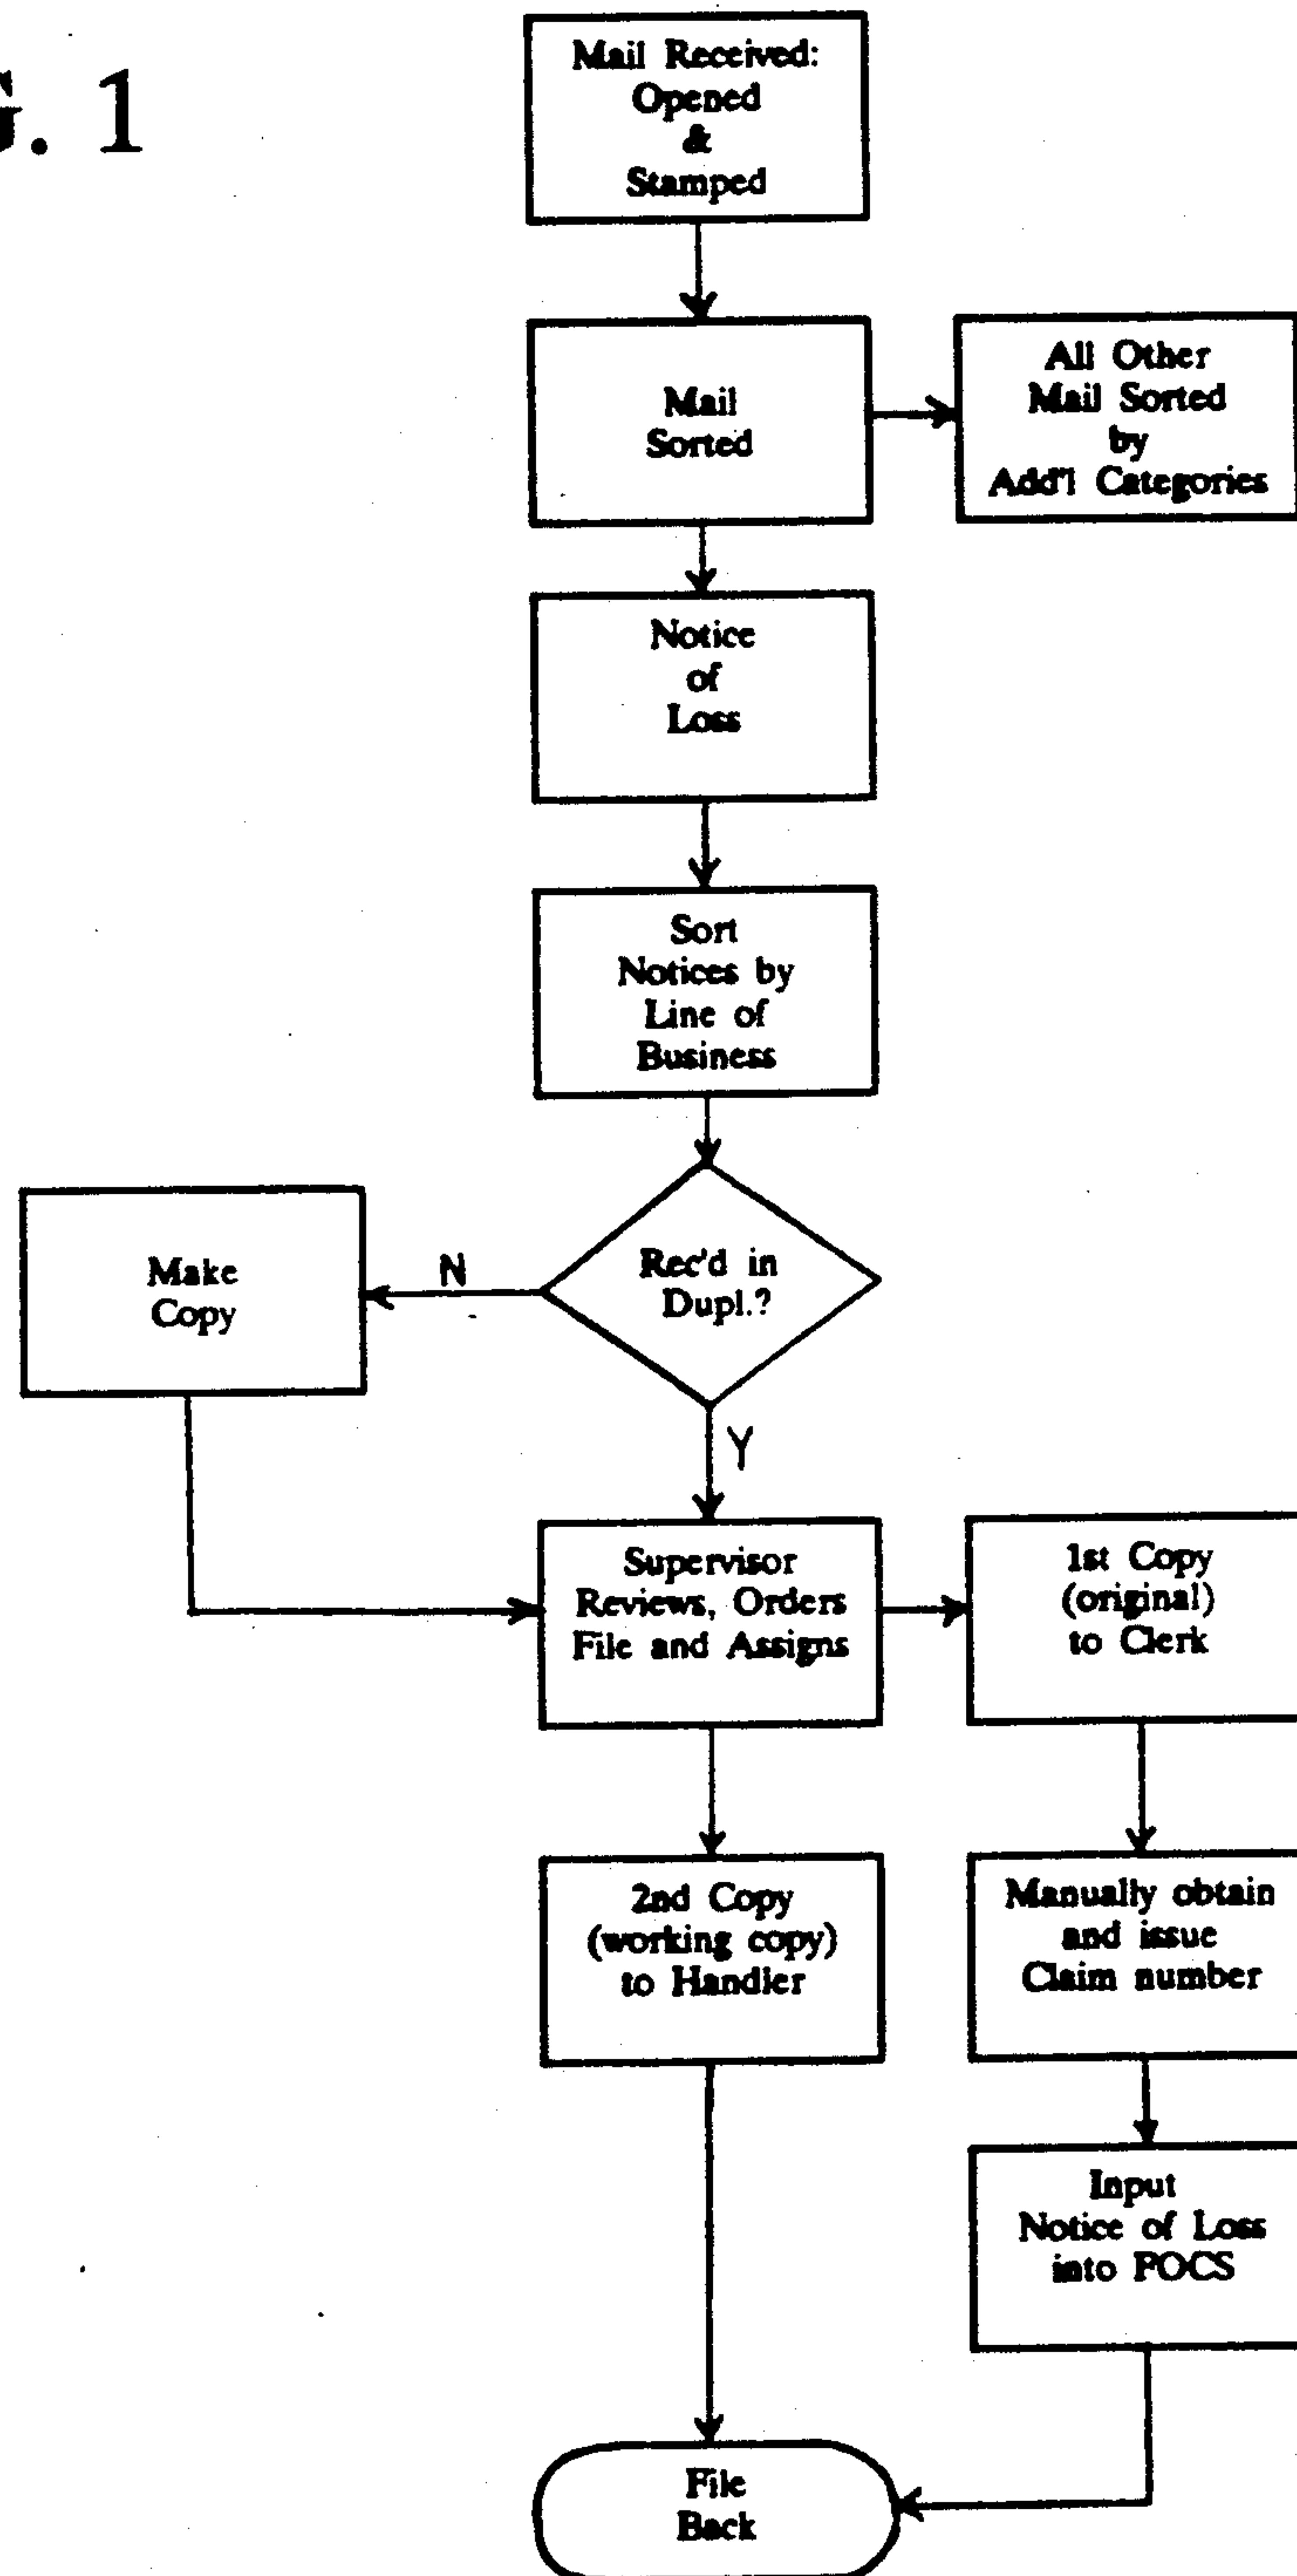 G. 1
Mail Received:
Opened
&
Stamped
Mail
Sorted
All Other
Mail Sorted
by
Add'l Categories
Notice
of
Loss
Sort
Notices by
Line of
Business
Rec'd in
Dupl.?
N
Make
Copy
Y
Supervisor
Reviews, Orders
File and Assigns
1st Copy
(original)
to Clerk
2nd Copy
(working copy)
to Handler
Manually obtain
and issue
Claim number
Input
Notice of Loss
into POCS
File
Back